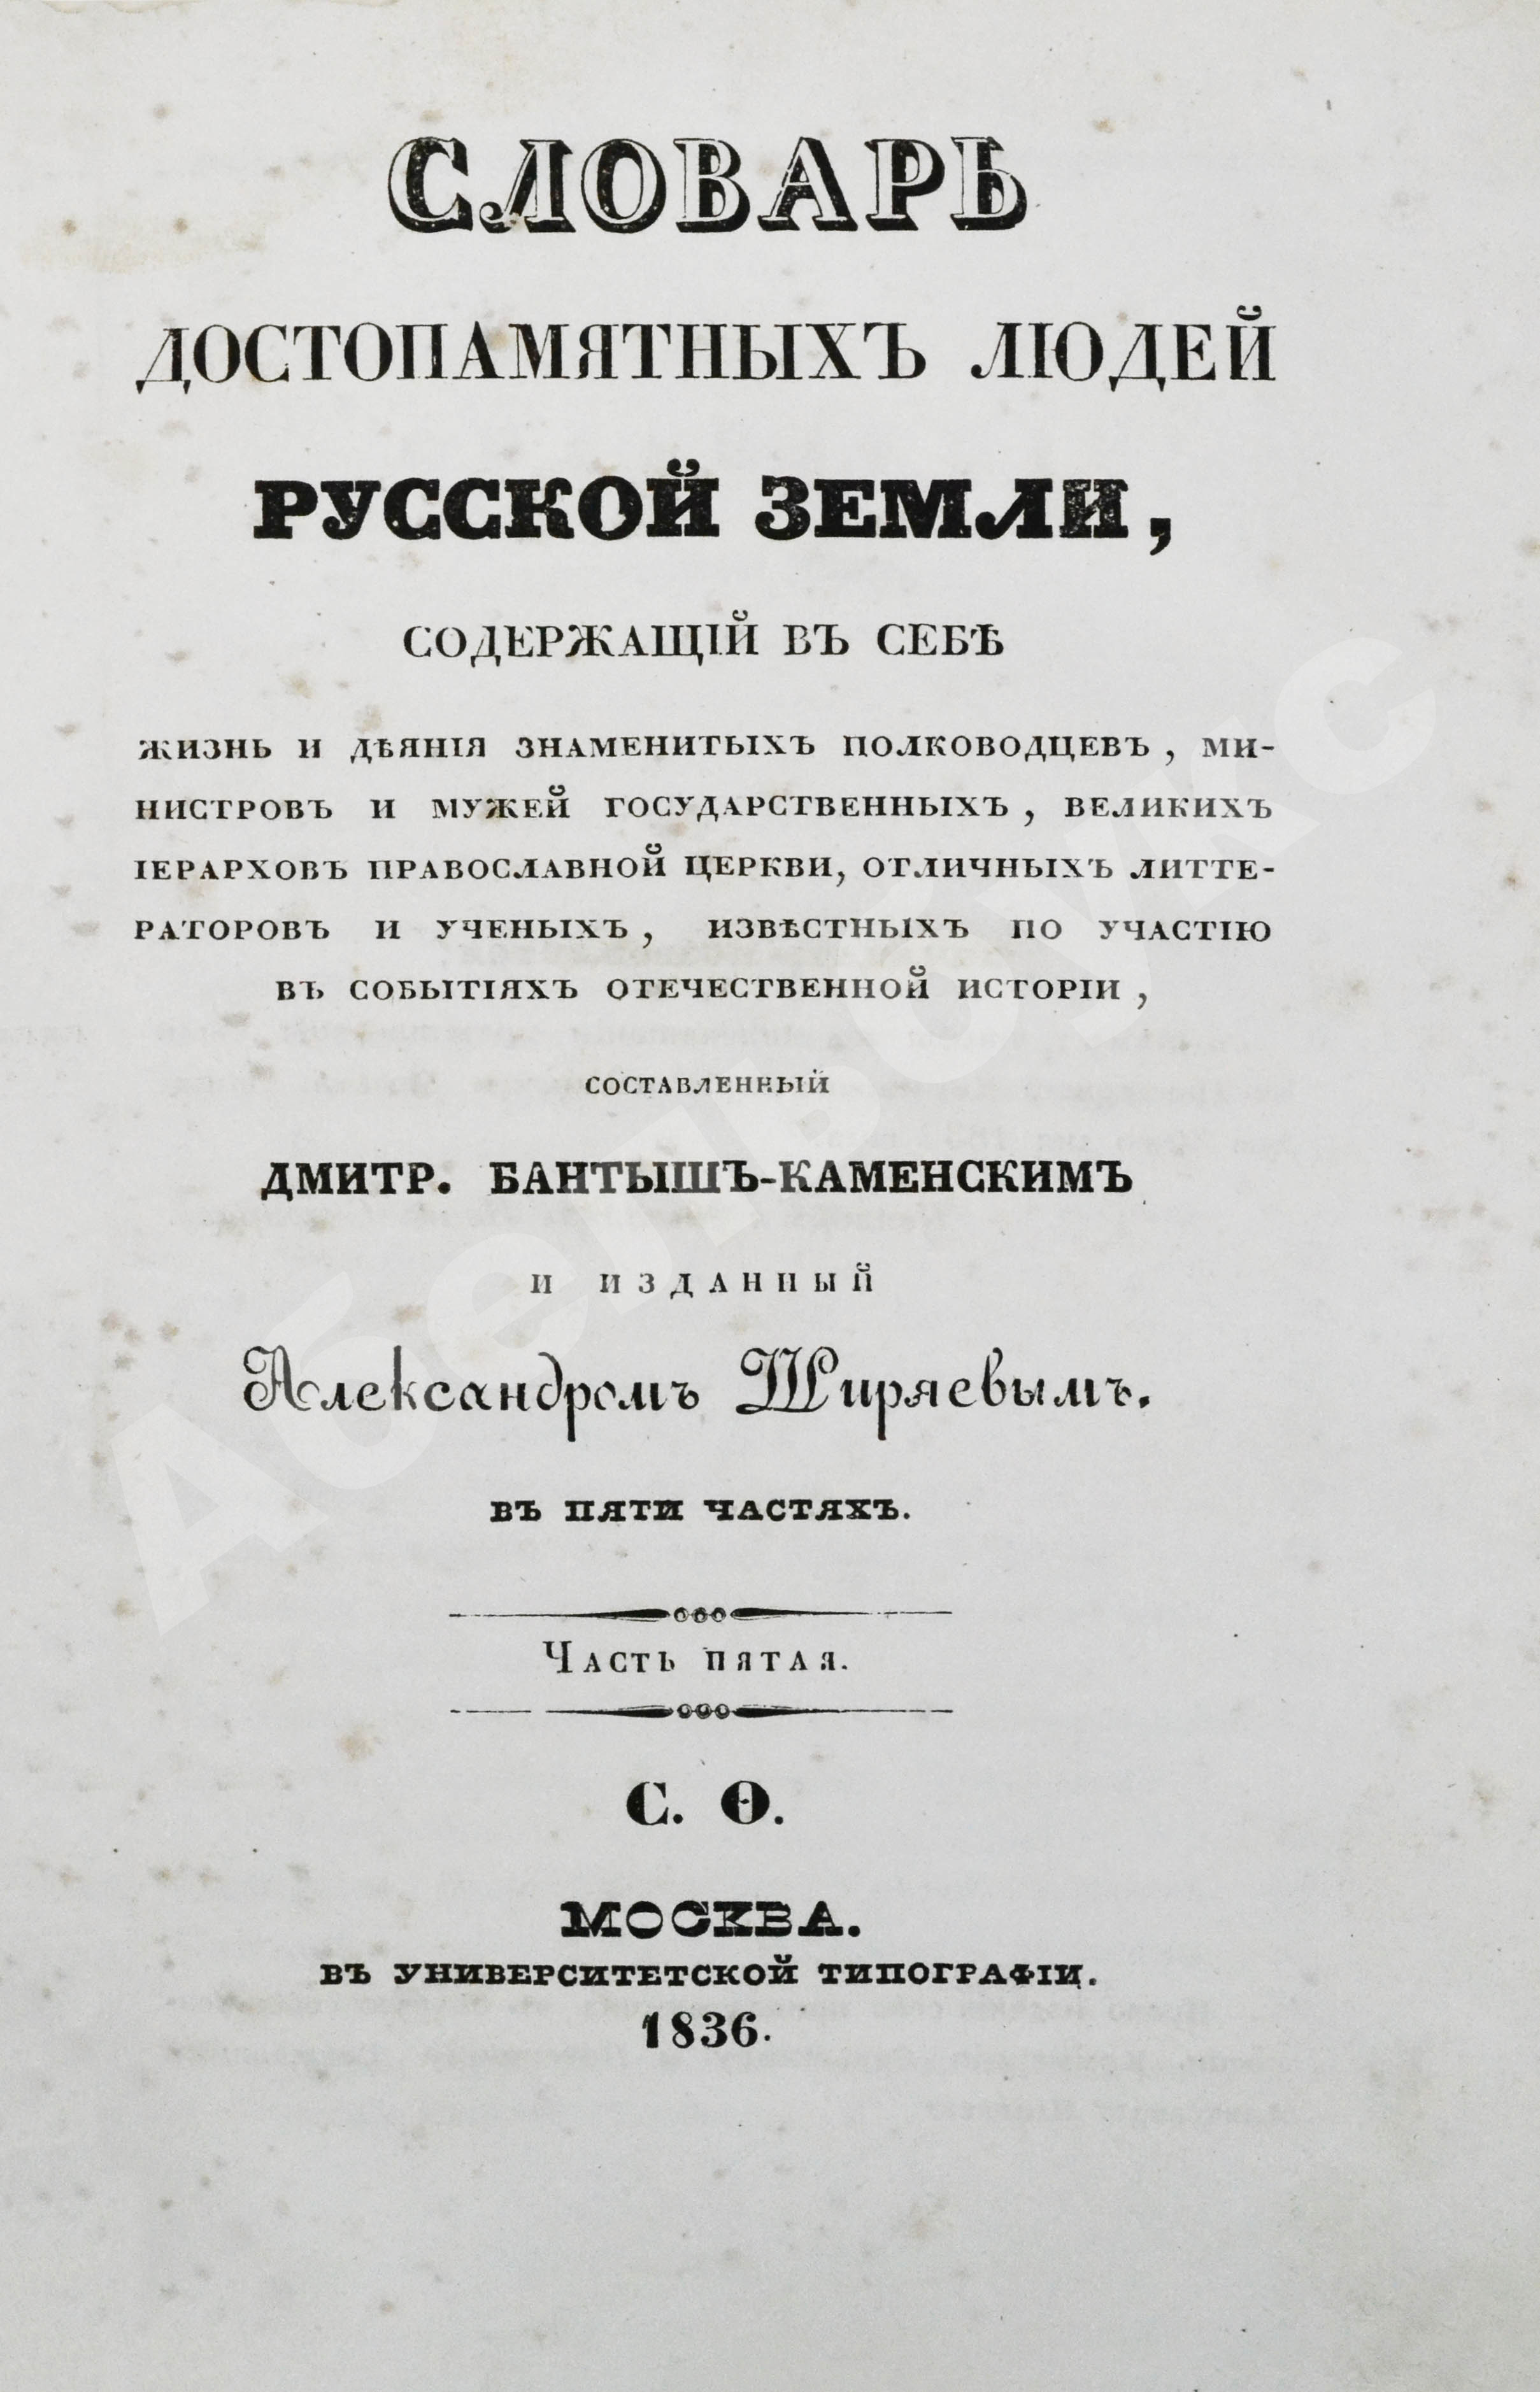 СЛОВАРЬ
ДОСТОПАМЯТНЫХЪ ЛЮДЕЙ
РУССКОЙ ЗЕМЛИ,
СОДЕРЖАЩІЙ ВЪ СЕБѢ
ЖИЗНЬ И ДѢЯНІЯ ЗНАМЕНИТЫХЪ ПОЛКОВОДЦЕВЪ, МИ-
НИСТРОВЪ И МУЖЕЙ ГОСУДАРСТВЕННЫХЪ, ВЕЛИКИХЪ
ІЕРАРХОВЪ ПРАВОСЛАВНОЙ ЦЕРКВИ, ОТЛИЧНЫХЪ ЛИТТЕ-
РАТОРОВЪ И УЧЕНЫХЪ, ИЗВѢСТНЫХЪ ПО УЧАСТІЮ
ВЪ СОБЫТІЯХЪ ОТЕЧЕСТВЕННОЙ ИСТОРІИ,
СОСТАВЛЕННЫЙ
ДМИТР. БАНТЫШЪ-КАМЕНСКИМЪ
И ИЗДАННЫЙ
Александромъ Ширяевымъ.
ВЪ ПЯТИ ЧАСТЯХЪ.
Часть пятая.
С. Ѳ.
МОСКВА.
ВЪ УНИВЕРСИТЕТСКОЙ ТИПОГРАФІИ.
1836.
Абельбукс